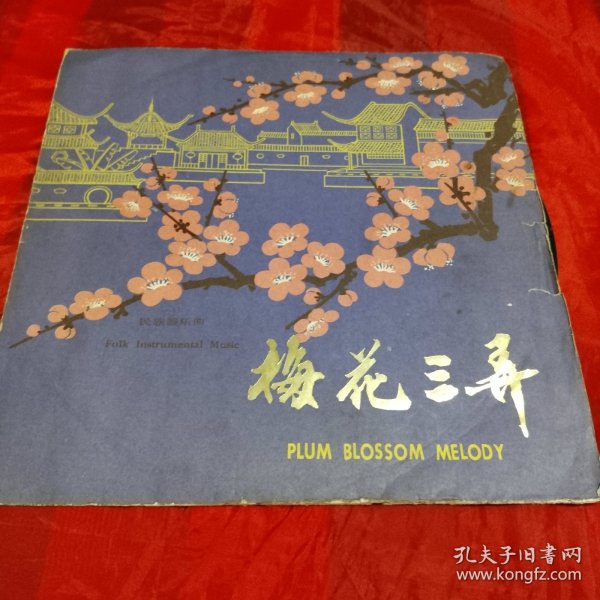 民族器乐曲
Folk Instrumental Music
梅花三弄
PLUM BLOSSOM MELODY
孔夫子旧书网
www.kongfz.com